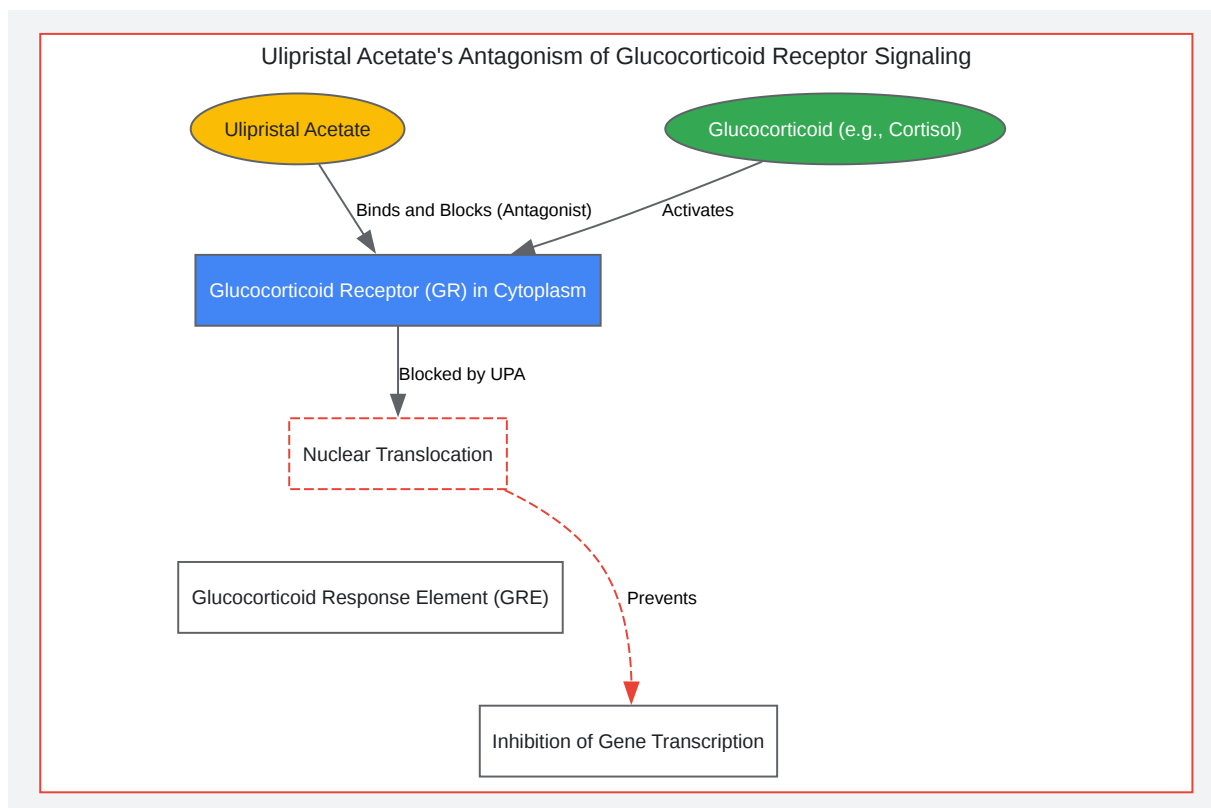 Ulipristal Acetate's Antagonism of Glucocorticoid Receptor Signaling
Ulipristal Acetate
Glucocorticoid (e.g., Cortisol)
Binds and Blocks (Antagonist)
Activates
Glucocorticoid Receptor (GR) in Cytoplasm
Blocked by UPA
Nuclear Translocation
Glucocorticoid Response Element (GRE)
Prevents
Inhibition of Gene Transcription